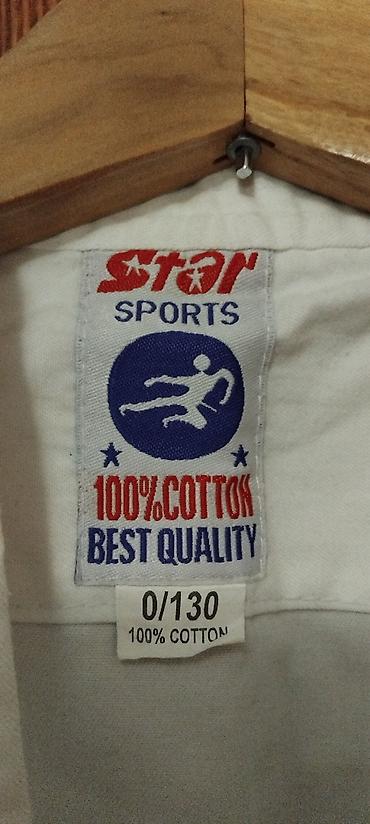 Star
SPORTS
100%COTTON
BEST QUALITY
0/130
100% COTTON